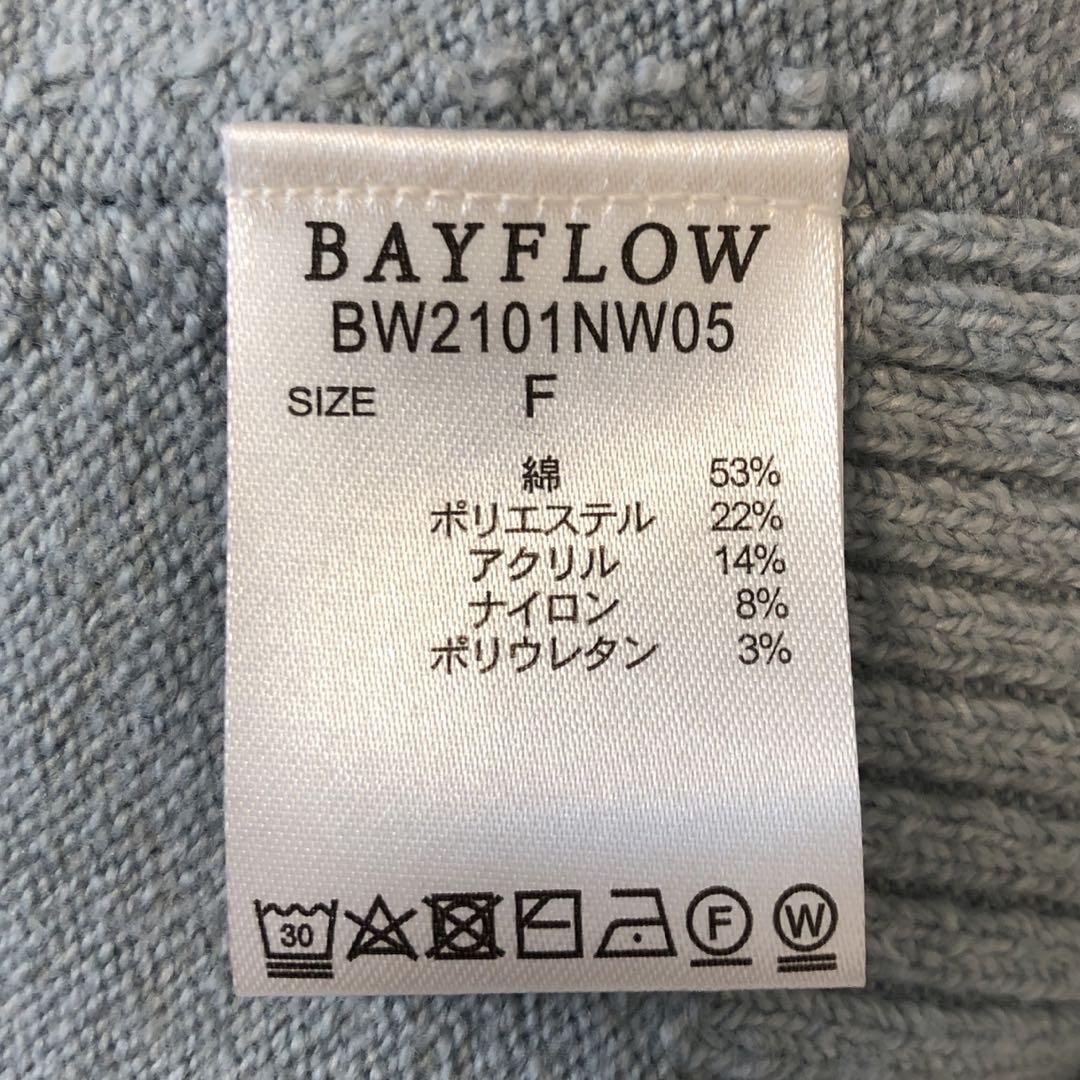 BAYFLOW
BW2101NW05
SIZE F
綿 53%
ポリエステル 22%
アクリル 14%
ナイロン 8%
ポリウレタン 3%
30 F W